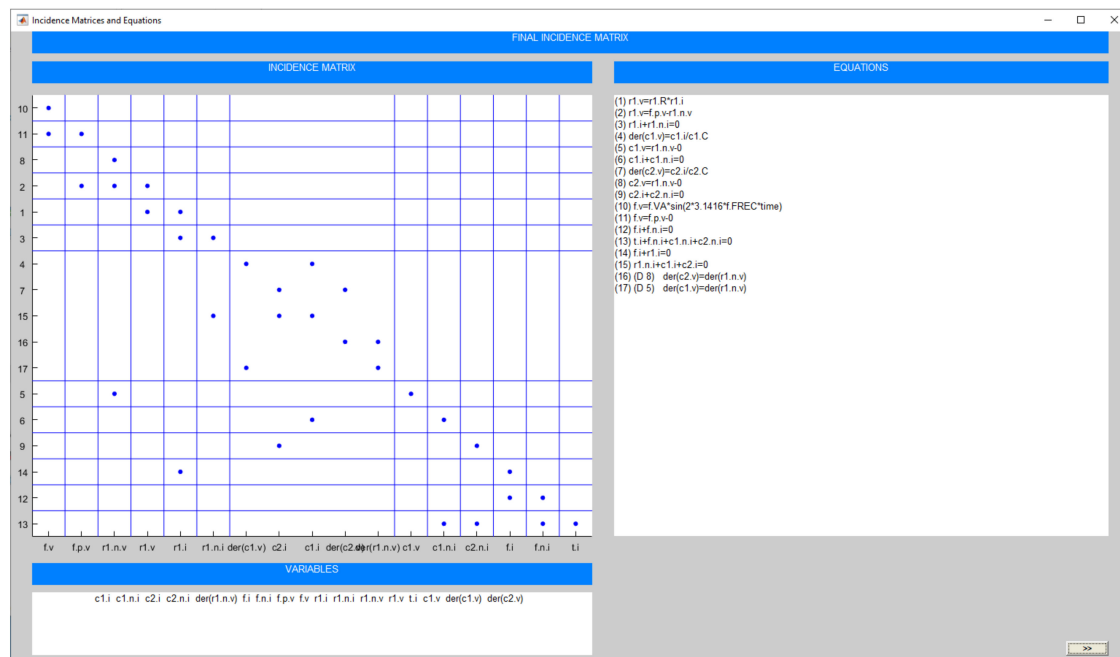 Incidence Matrices and Equations
FINAL INCIDENCE MATRIX
INCIDENCE MATRIX
EQUATIONS
10
11
8
2
1
3
4
7
15
16
17
5
6
9
14
12
13
f.v f.p.v r1.n.v r1.v r1.i r1.n.i der(c1.v) c2.i c1.i der(c2.v) der(r1.n.v) c1.v c1.n.i c2.n.i f.i f.n.i t.i
(1) r1.v=r1.R*r1.i
(2) r1.v=f.p.v-r1.n.v
(3) r1.i+r1.n.i=0
(4) der(c1.v)=c1.i/c1.C
(5) c1.v=r1.n.v-0
(6) c1.i+c1.n.i=0
(7) der(c2.v)=c2.i/c2.C
(8) c2.v=r1.n.v-0
(9) c2.i+c2.n.i=0
(10) f.v=f.VA*sin(2*3.1416*f.FREC*time)
(11) f.v=f.p.v-0
(12) f.i+f.n.i=0
(13) t.i+f.n.i+c1.n.i+c2.n.i=0
(14) f.i+r1.i=0
(15) r1.n.i+c1.i+c2.i=0
(16) (D 8) der(c2.v)=der(r1.n.v)
(17) (D 5) der(c1.v)=der(r1.n.v)
VARIABLES
c1.i c1.n.i c2.i c2.n.i der(r1.n.v) f.i f.n.i f.p.v f.v r1.i r1.n.i r1.n.v r1.v t.i c1.v der(c1.v) der(c2.v)
>>